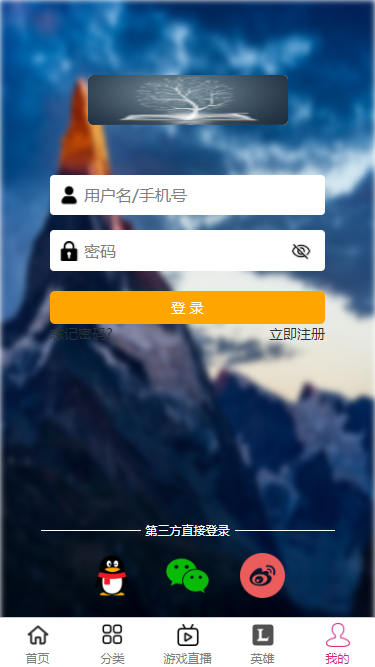 用户名/手机号
密码
登 录
忘记密码? 立即注册
第三方直接登录
首页 分类 游戏直播 英雄 我的